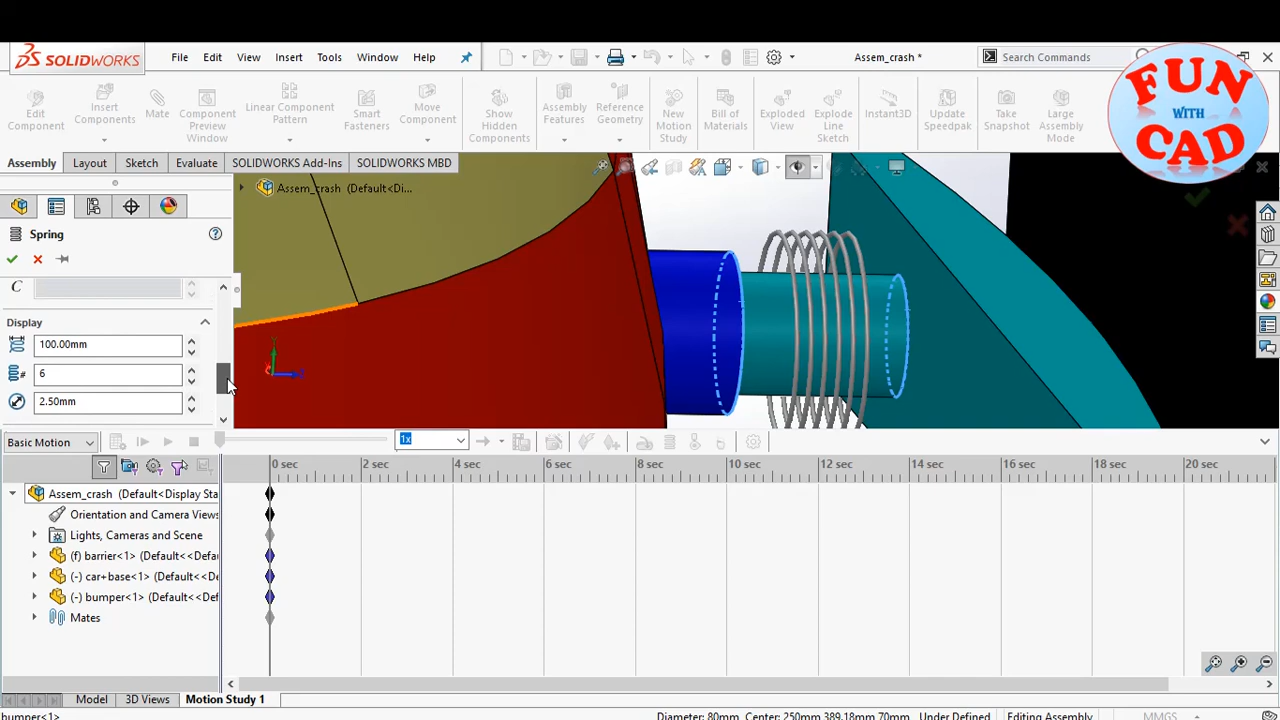 SOLIDWORKS
File Edit View Insert Tools Window Help
Assem_crash *
Search Commands
FUN
WITH
CAD
Edit Component
Insert Components
Mate
Component Preview Window
Linear Component Pattern
Smart Fasteners
Move Component
Show Hidden Components
Assembly Features
Reference Geometry
New Motion Study
Bill of Materials
Exploded View
Explode Line Sketch
Instant3D
Update Speedpak
Take Snapshot
Large Assembly Mode
Assembly Layout Sketch Evaluate SOLIDWORKS Add-Ins SOLIDWORKS MBD
Assem_crash (Default<Di...
Spring
C
Display
100.00mm
6
2.50mm
Y
Basic Motion
1x
0 sec 2 sec 4 sec 6 sec 8 sec 10 sec 12 sec 14 sec 16 sec 18 sec 20 sec
Assem_crash (Default<Display Sta
Orientation and Camera Views
Lights, Cameras and Scene
(f) barrier<1> (Default<<Defau
(-) car+base<1> (Default<<De
(-) bumper<1> (Default<<Def
Mates
Model 3D Views Motion Study 1
bumper<1> Diameter: 80mm Center: 250mm,389.18mm,70mm Under Defined Editing Assembly MMGS